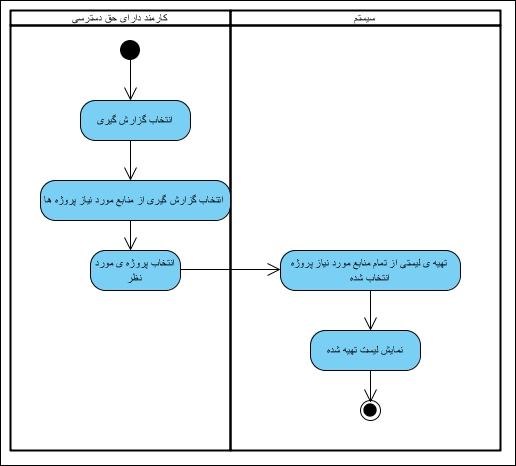 کارمند دارای حق دسترسی
سیستم
انتخاب گزارش گیری
انتخاب گزارش گیری از منابع مورد نیاز پروژه ها
انتخاب پروژه ی مورد
نظر
تهیه ی لیستی از تمام منابع مورد نیاز پروژه
انتخاب شده
نمایش لیست تهیه شده